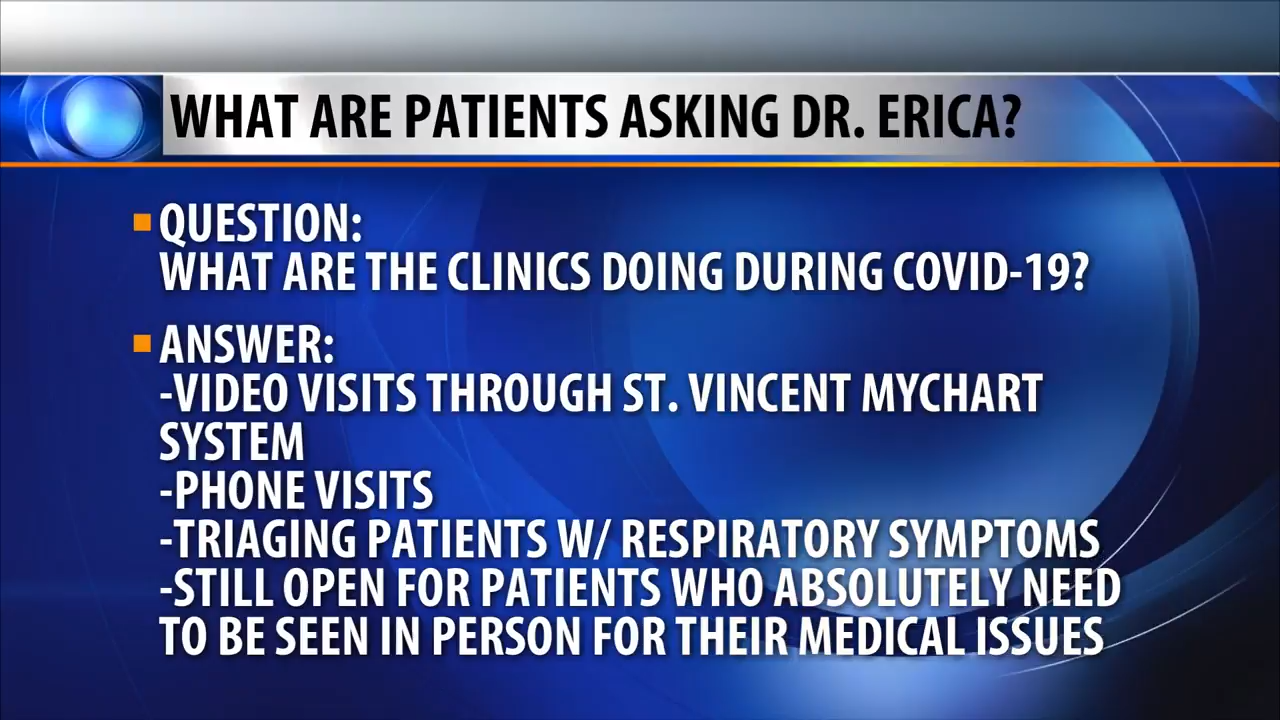 WHAT ARE PATIENTS ASKING DR. ERICA?
QUESTION:
WHAT ARE THE CLINICS DOING DURING COVID-19?
ANSWER:
-VIDEO VISITS THROUGH ST. VINCENT MYCHART
SYSTEM
-PHONE VISITS
-TRIAGING PATIENTS W/ RESPIRATORY SYMPTOMS
-STILL OPEN FOR PATIENTS WHO ABSOLUTELY NEED
TO BE SEEN IN PERSON FOR THEIR MEDICAL ISSUES